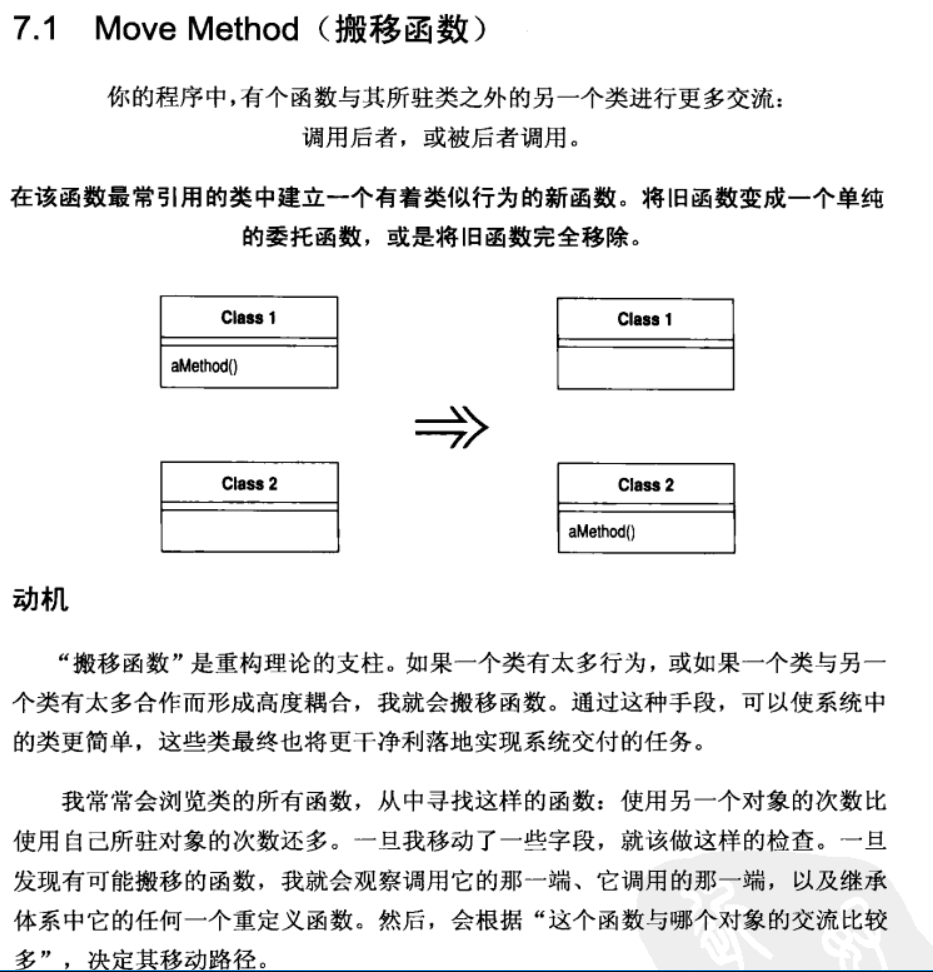 7.1 Move Method（搬移函数）
你的程序中，有个函数与其所驻类之外的另一个类进行更多交流：
调用后者，或被后者调用。
在该函数最常引用的类中建立一个有着类似行为的新函数。将旧函数变成一个单纯
的委托函数，或是将旧函数完全移除。
Class 1
Class 1
aMethod()
Class 2
Class 2
aMethod()
动机
“搬移函数”是重构理论的支柱。如果一个类有太多行为，或如果一个类与另一
个类有太多合作而形成高度耦合，我就会搬移函数。通过这种手段，可以使系统中
的类更简单，这些类最终也将更干净利落地实现系统交付的任务。
我常常会浏览类的所有函数，从中寻找这样的函数：使用另一个对象的次数比
使用自己所驻对象的次数还多。一旦我移动了一些字段，就该做这样的检查。一旦
发现有可能搬移的函数，我就会观察调用它的那一端、它调用的那一端，以及继承
体系中它的任何一个重定义函数。然后，会根据“这个函数与哪个对象的交流比较
多”，决定其移动路径。